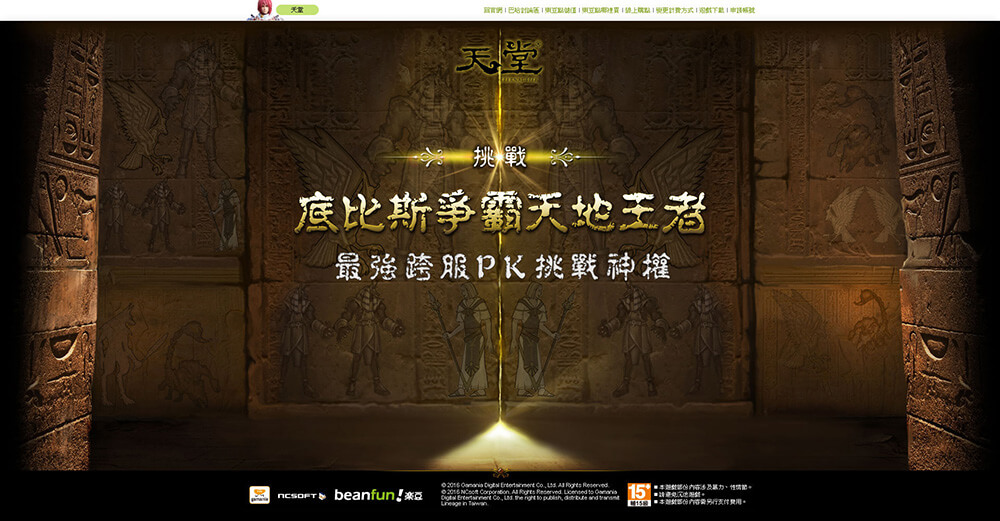 天堂
回官網 | 巴哈討論區 | 樂豆點儲值 | 樂豆點哪裡買 | 線上購點 | 變更計費方式 | 遊戲下載 | 申請帳號
天堂
挑戰
底比斯爭霸天地王者
最強跨服PK挑戰神權
gamania
NCSOFT
beanfun!樂豆
© 2016 Gamania Digital Entertainment Co., Ltd. All Rights Reserved.
© 2016 NCsoft Corporation. All Rights Reserved. Licensed to Gamania
Digital Entertainment Co., Ltd. the right to publish, distribute and transmit
Lineage in Taiwan.
15+
輔15級
■ 本遊戲部份內容涉及暴力、性情節。
■ 請避免沉迷遊戲。
■ 本遊戲部份內容需另行支付費用。